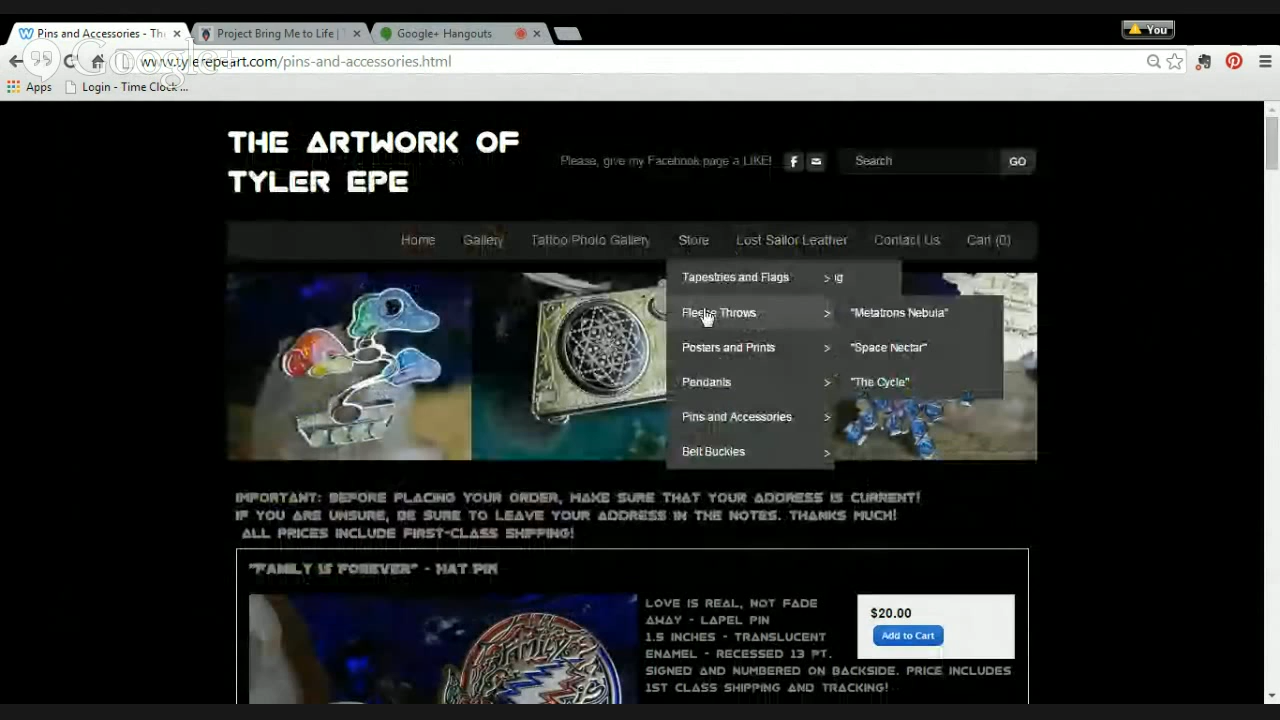 Pins and Accessories - The
Project Bring Me to Life |
Google+ Hangouts
You
Google+
www.tylerepeart.com/pins-and-accessories.html
Apps
Login - Time Clock ...
THE ARTWORK OF
TYLER EPE
Please, give my Facebook page a LIKE!
Search
GO
Home
Gallery
Tattoo Photo Gallery
Store
Lost Sailor Leather
Contact Us
Cart (0)
Tapestries and Flags >
Fleece Throws >
"Metatrons Nebula"
Posters and Prints >
"Space Nectar"
Pendants >
"The Cycle"
Pins and Accessories >
Belt Buckles >
IMPORTANT: BEFORE PLACING YOUR ORDER, MAKE SURE THAT YOUR ADDRESS IS CURRENT!
IF YOU ARE UNSURE, BE SURE TO LEAVE YOUR ADDRESS IN THE NOTES. THANKS MUCH!
ALL PRICES INCLUDE FIRST-CLASS SHIPPING!
"FAMILY IS FOREVER" - HAT PIN
LOVE IS REAL, NOT FADE
AWAY - LAPEL PIN
1.5 INCHES - TRANSLUCENT
ENAMEL - RECESSED 13 PT.
SIGNED AND NUMBERED ON BACKSIDE. PRICE INCLUDES
1ST CLASS SHIPPING AND TRACKING!
$20.00
Add to Cart
Family